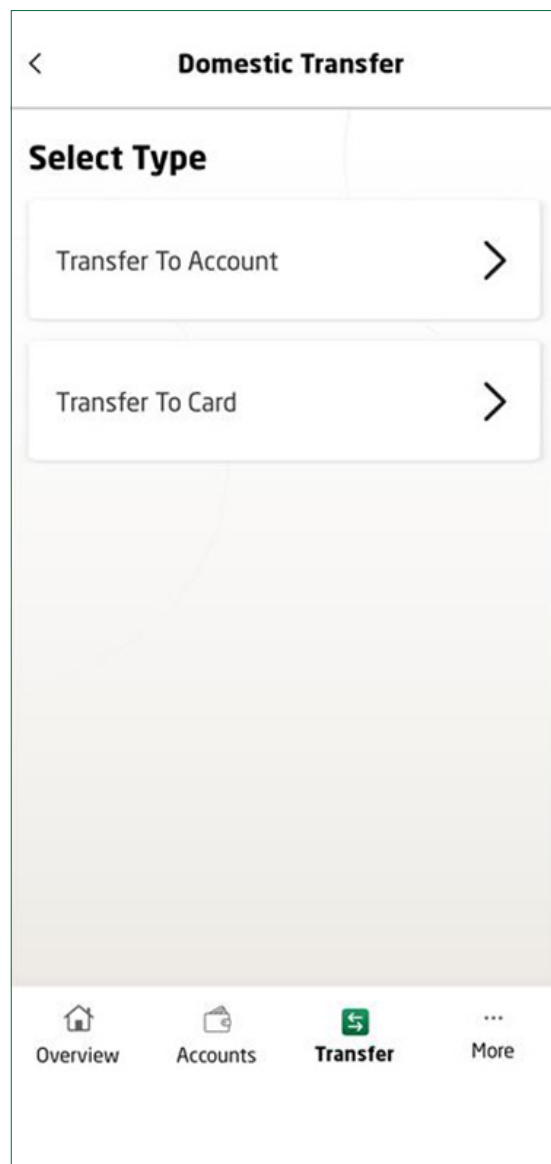 Domestic Transfer
Select Type
Transfer To Account
Transfer To Card
Overview Accounts Transfer More